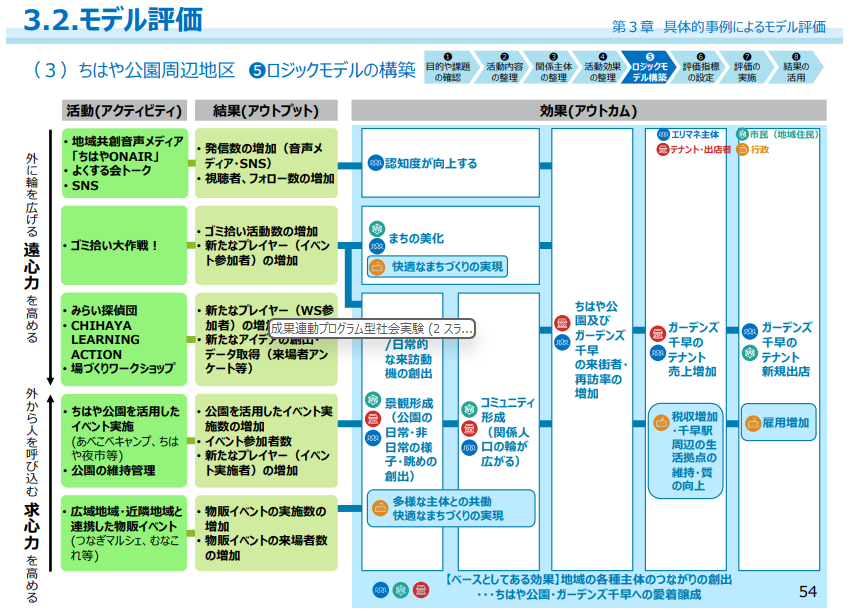 3.2.モデル評価
第３章 具体的事例によるモデル評価
（３）ちはや公園周辺地区 ❺ロジックモデルの構築
❶
目的や課題
の確認
❷
活動内容
の整理
❸
関係主体
の整理
❹
活動効果
の整理
❺
ロジックモ
デル構築
❻
評価指標
の設定
❼
評価の
実施
❽
結果の
活用
活動(アクティビティ)
結果(アウトプット)
効果(アウトカム)
外に輪を広げる 遠心力 を高める
外から人を呼び込む 求心力 を高める
・地域共創音声メディア
「ちはやONAIR」
・よくする会トーク
・SNS
・発信数の増加（音声メ
ディア・SNS）
・視聴者、フォロー数の増加
認知度が向上する
エリマネ主体
市民（地域住民）
テナント・出店者
行政
・ゴミ拾い大作戦！
・ゴミ拾い活動数の増加
・新たなプレイヤー（イベン
ト参加者）の増加
まちの美化
快適なまちづくりの実現
・みらい探偵団
・CHIHAYA
LEARNING
ACTION
・場づくりワークショップ
・新たなプレイヤー（WS参
加者）の増加
・新たなアイデアの創出・
データ取得（来場者アン
ケート等）
成果連動プログラム型社会実験 (2 スラ...
/日常的
な来訪動
機の創出
・ちはや公園を活用した
イベント実施
（あべこべキャンプ、ちは
や夜市等）
・公園の維持管理
・公園を活用したイベント実
施数の増加
・イベント参加者数
・新たなプレイヤー（イベン
ト実施者）の増加
景観形成
（公園の
日常・非
日常の様
子・眺めの
創出）
コミュニティ
形成
（関係人
口の輪が
広がる）
・広域地域・近隣地域と
連携した物販イベント
（つなぎマルシェ、むなこ
れ等）
・物販イベントの実施数の
増加
・物販イベントの来場者数
の増加
多様な主体との共働
快適なまちづくりの実現
ちはや公
園及び
ガーデンズ
千早
の来街者・
再訪率の
増加
ガーデンズ
千早の
テナント
売上増加
税収増加
・千早駅
周辺の生
活拠点の
維持・質
の向上
ガーデンズ
千早の
テナント
新規出店
雇用増加
【ベースとしてある効果】地域の各種主体のつながりの創出
・・・ちはや公園・ガーデンズ千早への愛着醸成
54